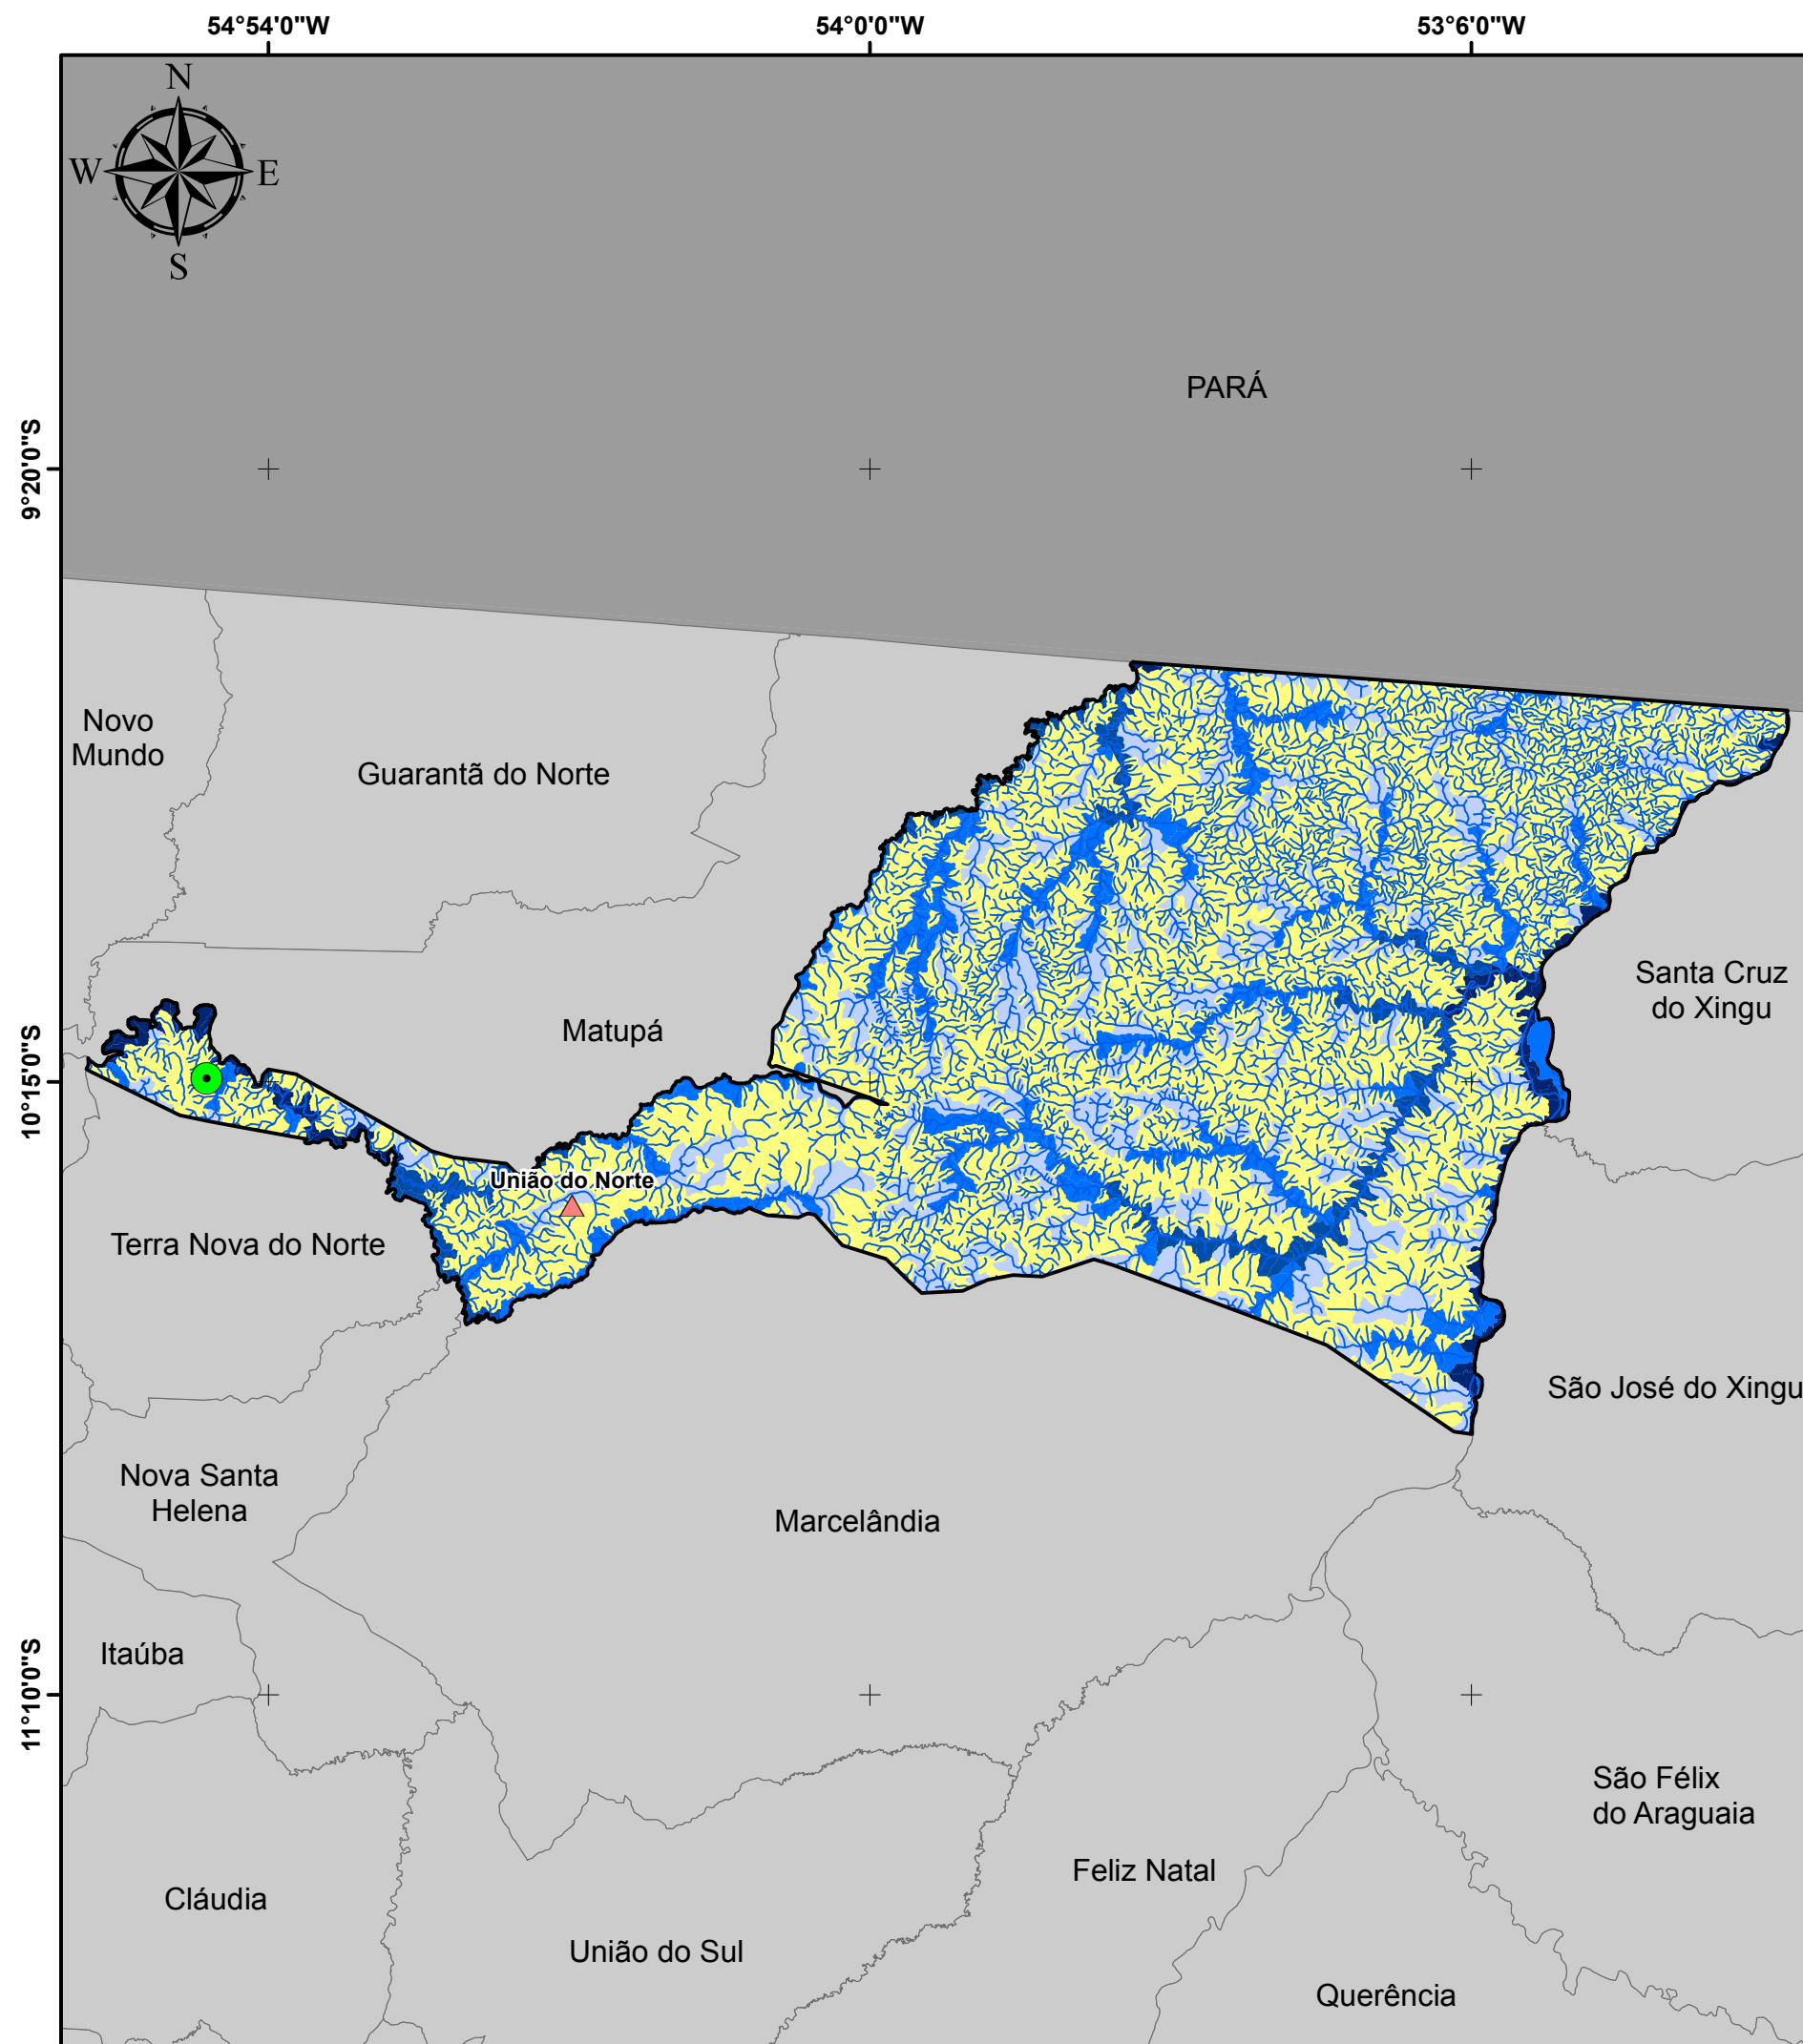 54°54'0"W
54°0'0"W
53°6'0"W
N
W
E
S
PARÁ
9°20'0"S
Novo
Mundo
Guarantã do Norte
Santa Cruz
do Xingu
Matupá
10°15'0"S
União do Norte
Terra Nova do Norte
São José do Xingu
Nova Santa
Helena
Marcelândia
Itaúba
11°10'0"S
São Félix
do Araguaia
Feliz Natal
Cláudia
União do Sul
Querência